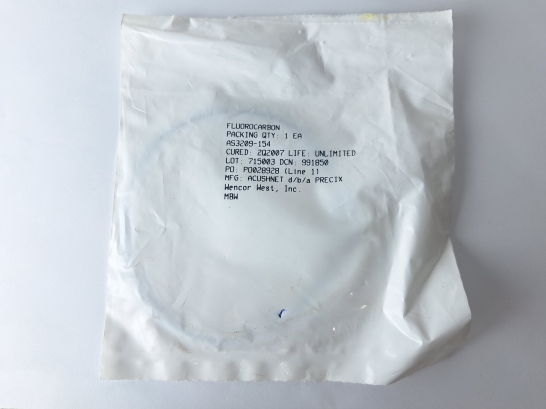 FLUOROCARBON
PACKING QTY: 1 EA
AS3209-154
CURED: 2Q2007 LIFE: UNLIMITED
LOT: 715003 DCN: 991850
PO: P0028928 (Line 1)
MFG: ACUSHNET d/b/a PRECIX
Wencor West, Inc.
MBW